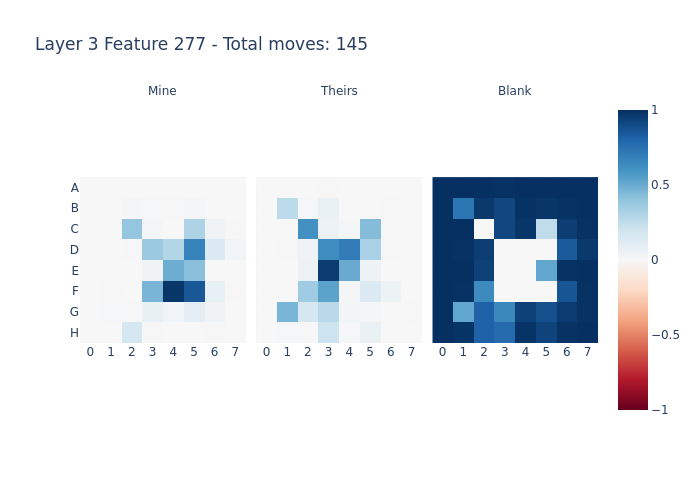 Layer 3 Feature 277 - Total moves: 145
Mine
Theirs
Blank
A
B
C
D
E
F
G
H
0 1 2 3 4 5 6 7
0 1 2 3 4 5 6 7
0 1 2 3 4 5 6 7
1
0.5
0
−0.5
−1